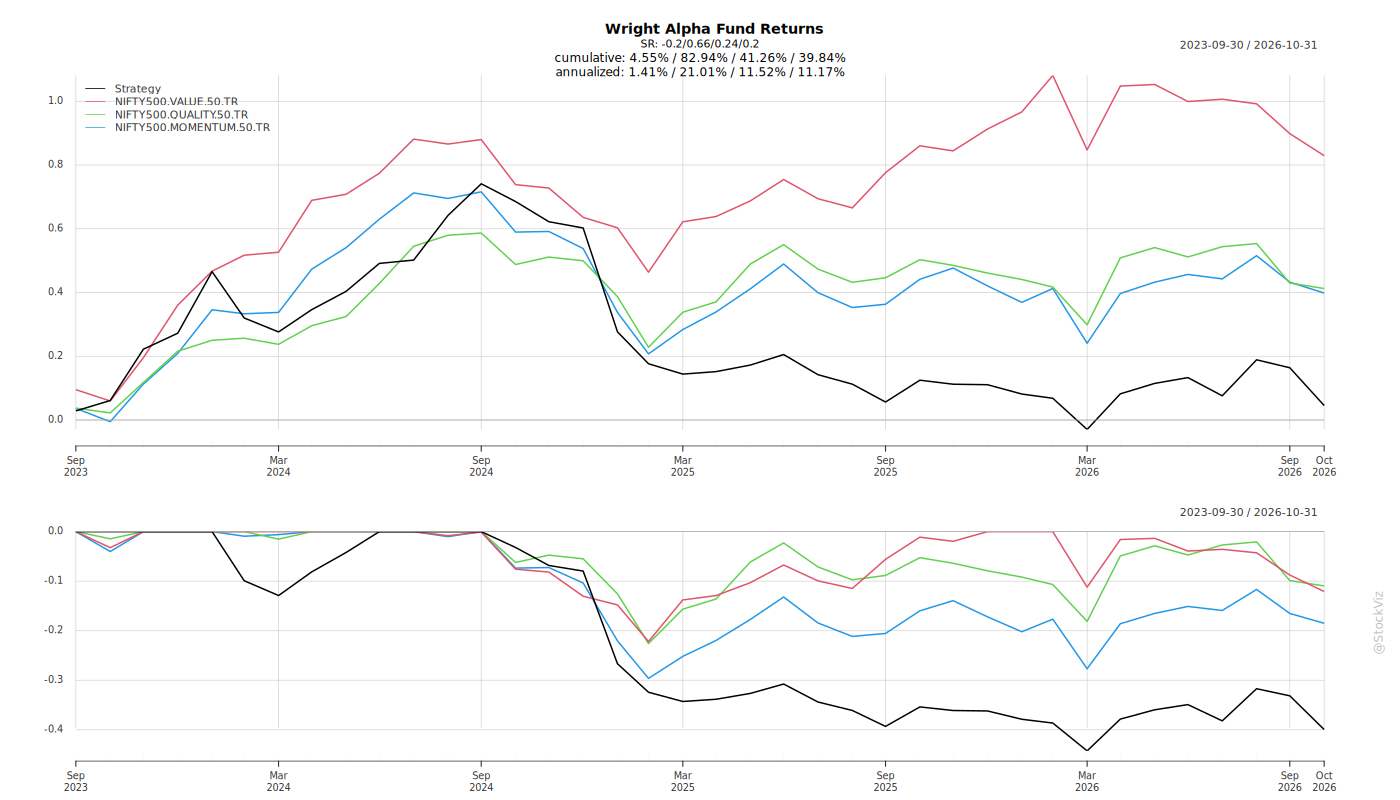 Wright Alpha Fund Returns
SR: -0.2/0.66/0.24/0.2
cumulative: 4.55% / 82.94% / 41.26% / 39.84%
annualized: 1.41% / 21.01% / 11.52% / 11.17%
2023-09-30 / 2026-10-31
Strategy
NIFTY500.VALUE.50.TR
NIFTY500.QUALITY.50.TR
NIFTY500.MOMENTUM.50.TR
1.0
0.8
0.6
0.4
0.2
0.0
Sep Mar Sep Mar Sep Mar Sep Oct
2023 2024 2024 2025 2025 2026 2026 2026
2023-09-30 / 2026-10-31
0.0
-0.1
-0.2
-0.3
-0.4
Sep Mar Sep Mar Sep Mar Sep Oct
2023 2024 2024 2025 2025 2026 2026 2026
@StockViz